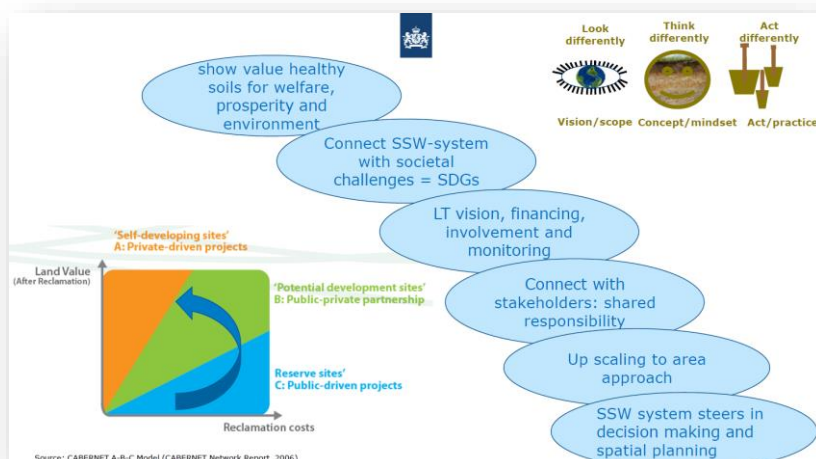 Look
differently
Think
differently
Act
differently
Vision/scope
Concept/mindset
Act/practice
show value healthy
soils for welfare,
prosperity and
environment
Connect SSW-system
with societal
challenges = SDGs
LT vision, financing,
involvement and
monitoring
Connect with
stakeholders: shared
responsibility
Up scaling to area
approach
SSW system steers in
decision making and
spatial planning
'Self-developing sites'
A: Private-driven projects
Land Value
(After Reclamation)
'Potential development sites'
B: Public-private partnership
Reserve sites'
C: Public-driven projects
Reclamation costs
Source: CABERNET A-B-C Model (CABERNET Network Report, 2006)